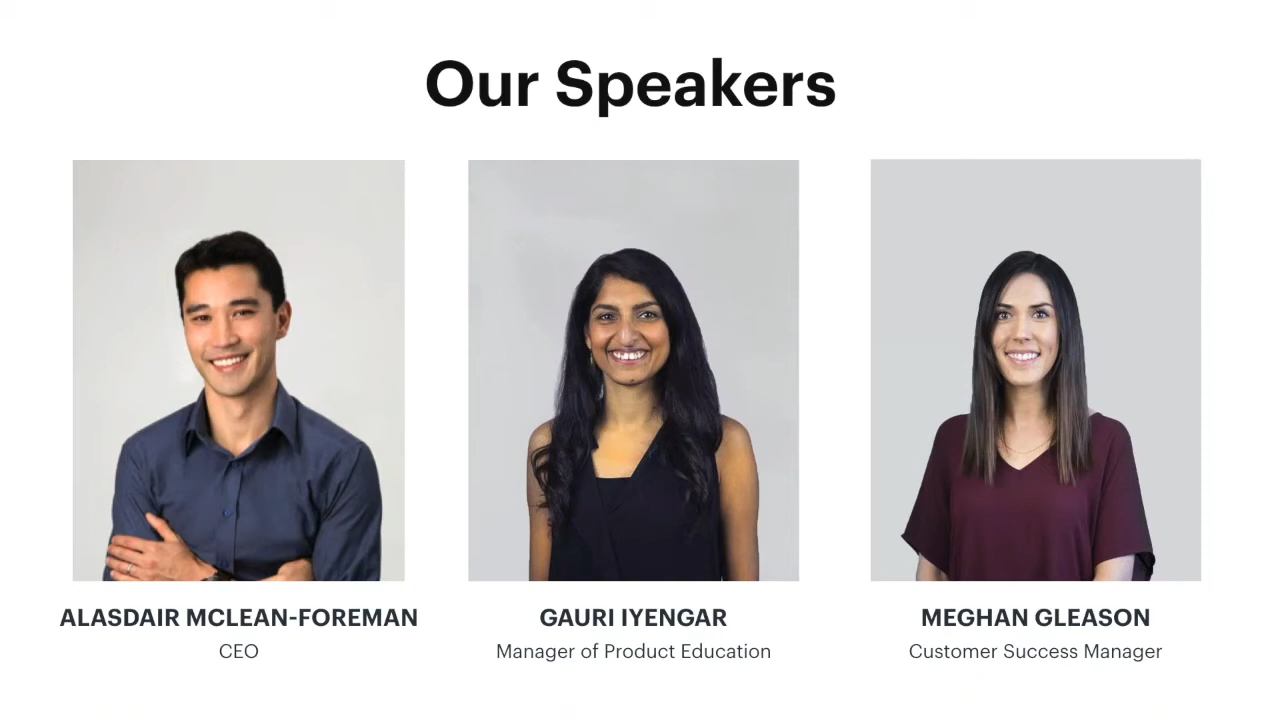 Our Speakers
ALASDAIR MCLEAN-FOREMAN
CEO
GAURI IYENGAR
Manager of Product Education
MEGHAN GLEASON
Customer Success Manager